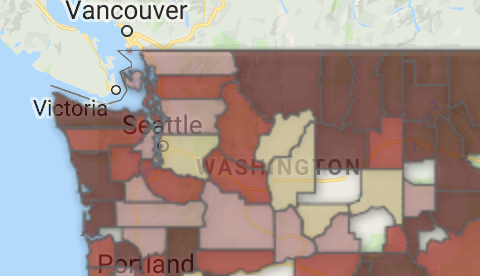 Vancouver
Victoria
Seattle
WASHINGTON
Portland